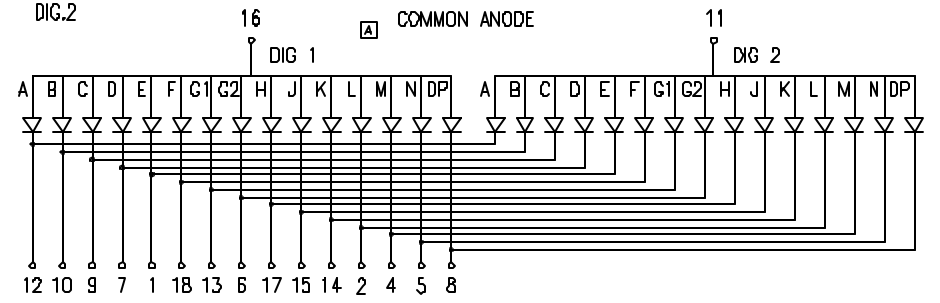 DIG.2
16 A COMMON ANODE 11
DIG 1 DIG 2
A B C D E F G1 G2 H J K L M N DP A B C D E F G1 G2 H J K L M N DP
12 10 9 7 1 18 13 6 17 15 14 2 4 5 8